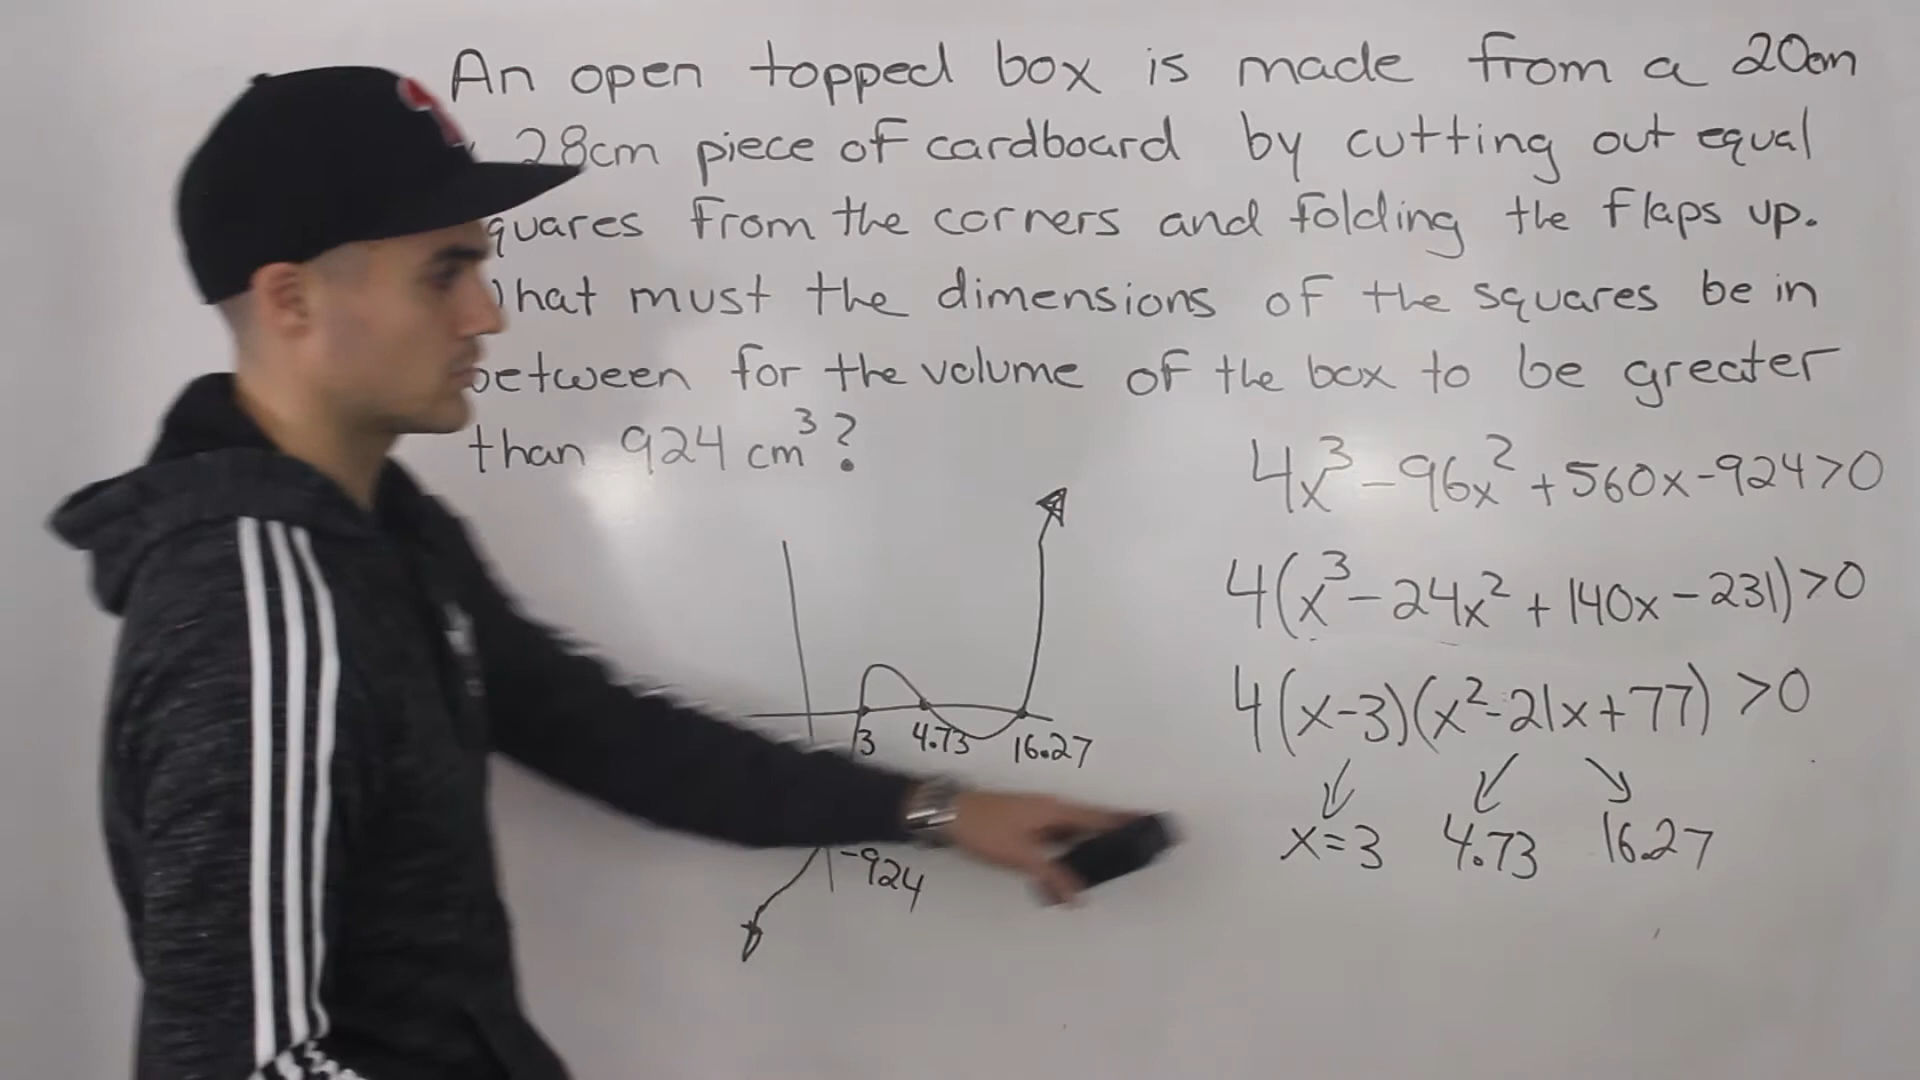 An open topped box is made from a 20cm
28cm piece of cardboard by cutting out equal
quares from the corners and folding the flaps up.
hat must the dimensions of the squares be in
between for the volume of the box to be greater
than 924 cm³?
4x³-96x²+560x-924>0
4(x³-24x²+140x-231)>0
4(x-3)(x²-21x+77)>0
x=3 4.73 16.27
3 4.73 16.27
-924